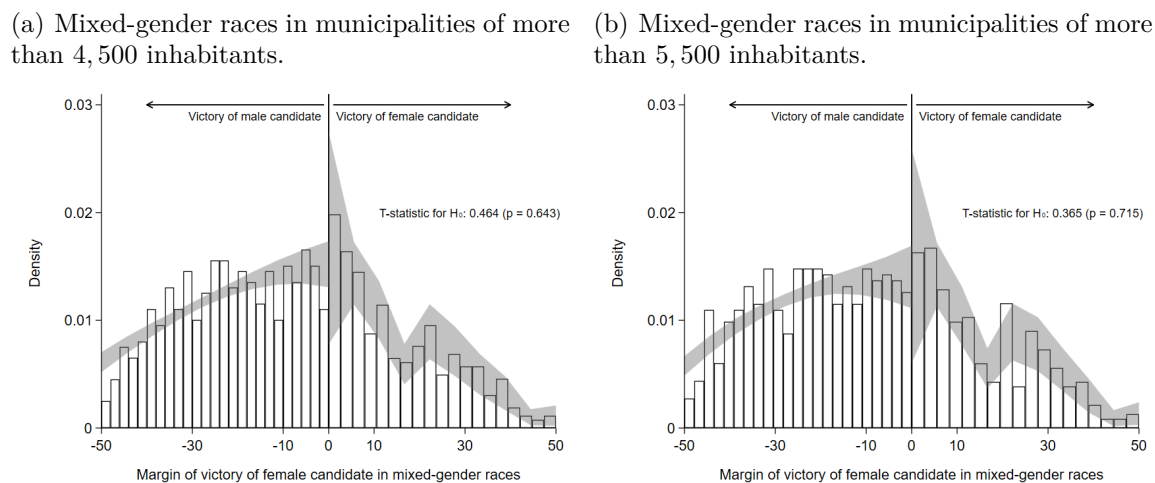 (a) Mixed-gender races in municipalities of more
than 4,500 inhabitants.
0.03
Victory of male candidate
Victory of female candidate
0.02
T-statistic for H₀: 0.464 (p = 0.643)
Density
0.01
0
-50
-30
-10
0
10
30
50
Margin of victory of female candidate in mixed-gender races
(b) Mixed-gender races in municipalities of more
than 5,500 inhabitants.
0.03
Victory of male candidate
Victory of female candidate
0.02
T-statistic for H₀: 0.365 (p = 0.715)
Density
0.01
0
-50
-30
-10
0
10
30
50
Margin of victory of female candidate in mixed-gender races